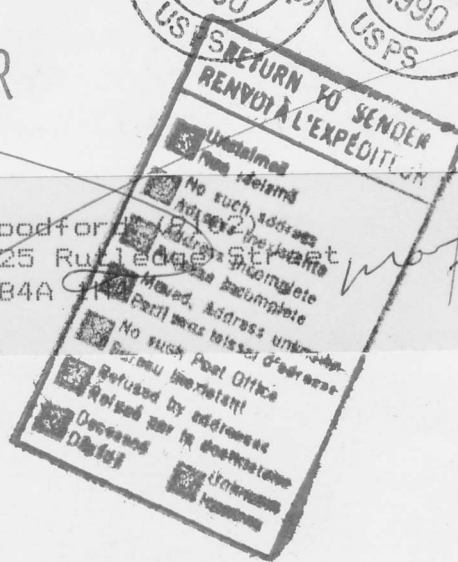 1990
USPS
USPS
RETURN TO SENDER
RENVOI À L'EXPÉDITEUR
Unclaimed
Non réclamé
No such address
Adresse inexistante
Address incomplete
Adresse incomplète
Moved, Address unknown
Parti sans laisser d'adresse
No such Post Office
Bureau inexistant
Refused by addressee
Refusé par le destinataire
Deceased
Décédé
Unknown
Inconnu
R
oodford
25 Rutledge Street
B4A